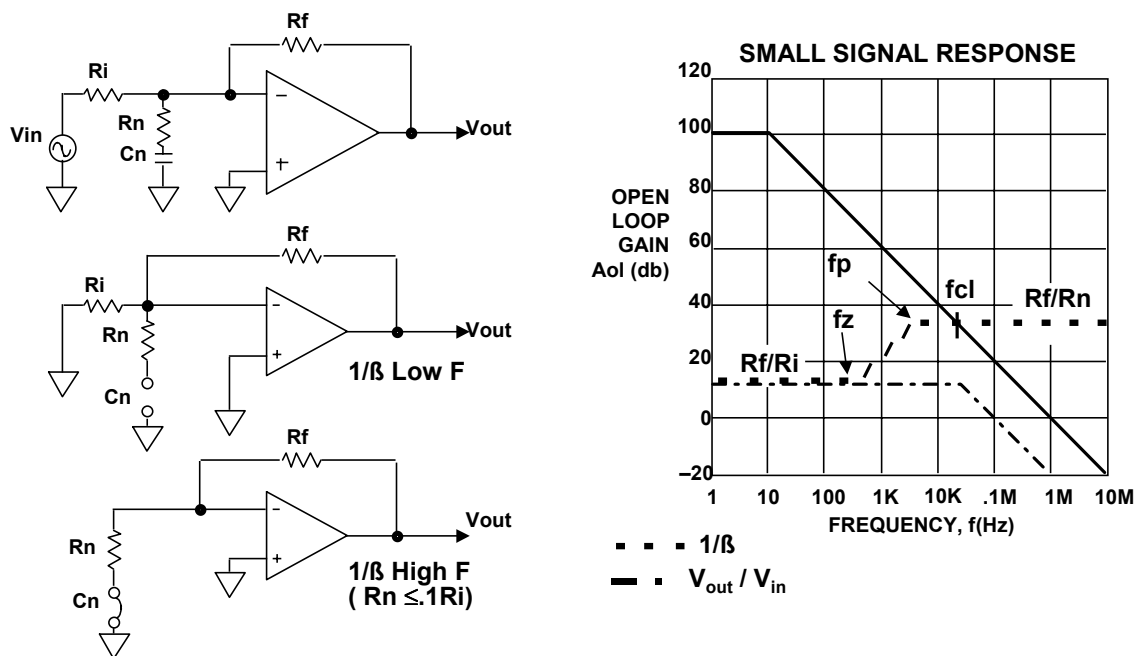 Rf
Ri
Rn
Cn
Vin
−
+
Vout
Rf
Ri
Rn
Cn
−
+
Vout
1/ß Low F
Rf
Rn
Cn
−
+
Vout
1/ß High F
( Rn ≤.1Ri)
SMALL SIGNAL RESPONSE
120
100
80
60
40
20
0
–20
OPEN
LOOP
GAIN
Aol (db)
fp
fcl
Rf/Rn
fz
Rf/Ri
1 10 100 1K 10K .1M 1M 10M
FREQUENCY, f(Hz)
1/ß
Vout / Vin